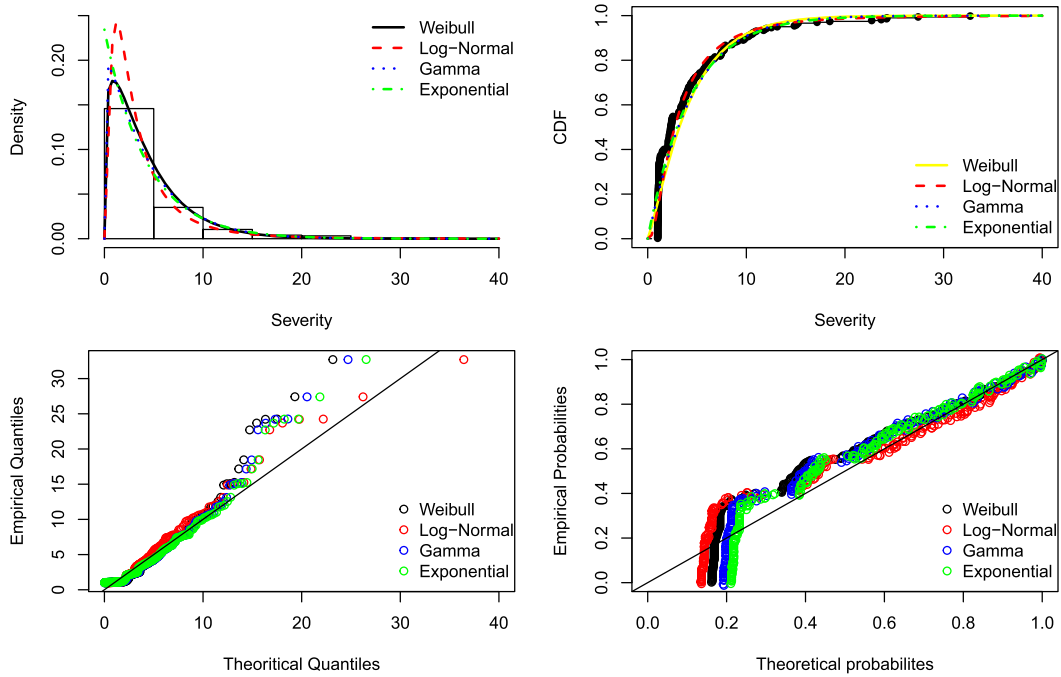 Density
0.00
0.10
0.20
0 10 20 30 40
Severity
Weibull
Log−Normal
Gamma
Exponential
CDF
0.0
0.2
0.4
0.6
0.8
1.0
0 10 20 30 40
Severity
Weibull
Log−Normal
Gamma
Exponential
Empirical Quantiles
0
5
10
15
20
25
30
0 10 20 30 40
Theoritical Quantiles
Weibull
Log−Normal
Gamma
Exponential
Empirical Probabilities
0.0
0.2
0.4
0.6
0.8
1.0
0.0 0.2 0.4 0.6 0.8 1.0
Theoretical probabilites
Weibull
Log−Normal
Gamma
Exponential